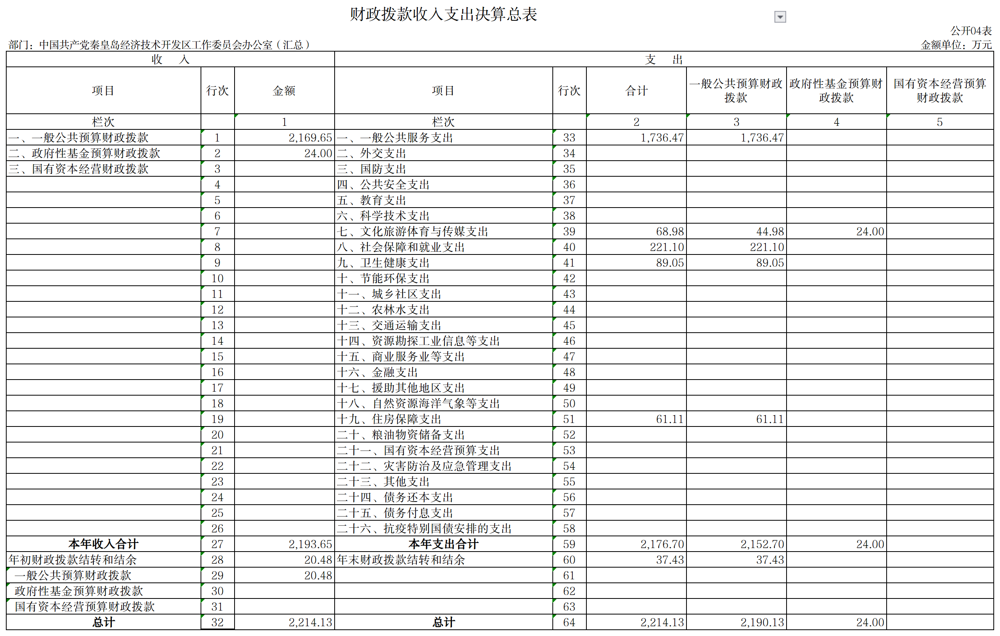 财政拨款收入支出决算总表
公开04表
部门：中国共产党秦皇岛经济技术开发区工作委员会办公室（汇总） 金额单位：万元
收 入 支 出
项目 行次 金额 项目 行次 合计 一般公共预算财政拨款 政府性基金预算财政拨款 国有资本经营预算财政拨款
栏次 1 栏次 2 3 4 5
一、一般公共预算财政拨款 1 2,169.65 一、一般公共服务支出 33 1,736.47 1,736.47
二、政府性基金预算财政拨款 2 24.00 二、外交支出 34
三、国有资本经营财政拨款 3 三、国防支出 35
4 四、公共安全支出 36
5 五、教育支出 37
6 六、科学技术支出 38
7 七、文化旅游体育与传媒支出 39 68.98 44.98 24.00
8 八、社会保障和就业支出 40 221.10 221.10
9 九、卫生健康支出 41 89.05 89.05
10 十、节能环保支出 42
11 十一、城乡社区支出 43
12 十二、农林水支出 44
13 十三、交通运输支出 45
14 十四、资源勘探工业信息等支出 46
15 十五、商业服务业等支出 47
16 十六、金融支出 48
17 十七、援助其他地区支出 49
18 十八、自然资源海洋气象等支出 50
19 十九、住房保障支出 51 61.11 61.11
20 二十、粮油物资储备支出 52
21 二十一、国有资本经营预算支出 53
22 二十二、灾害防治及应急管理支出 54
23 二十三、其他支出 55
24 二十四、债务还本支出 56
25 二十五、债务付息支出 57
26 二十六、抗疫特别国债安排的支出 58
本年收入合计 27 2,193.65 本年支出合计 59 2,176.70 2,152.70 24.00
年初财政拨款结转和结余 28 20.48 年末财政拨款结转和结余 60 37.43 37.43
一般公共预算财政拨款 29 20.48 61
政府性基金预算财政拨款 30 62
国有资本经营预算财政拨款 31 63
总计 32 2,214.13 总计 64 2,214.13 2,190.13 24.00